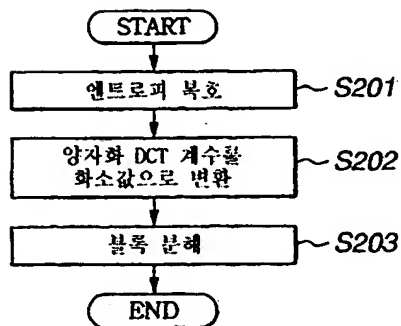 START
엔트로피 복호
S201
양자화 DCT 계수를
화소값으로 변환
S202
블록 분해
S203
END